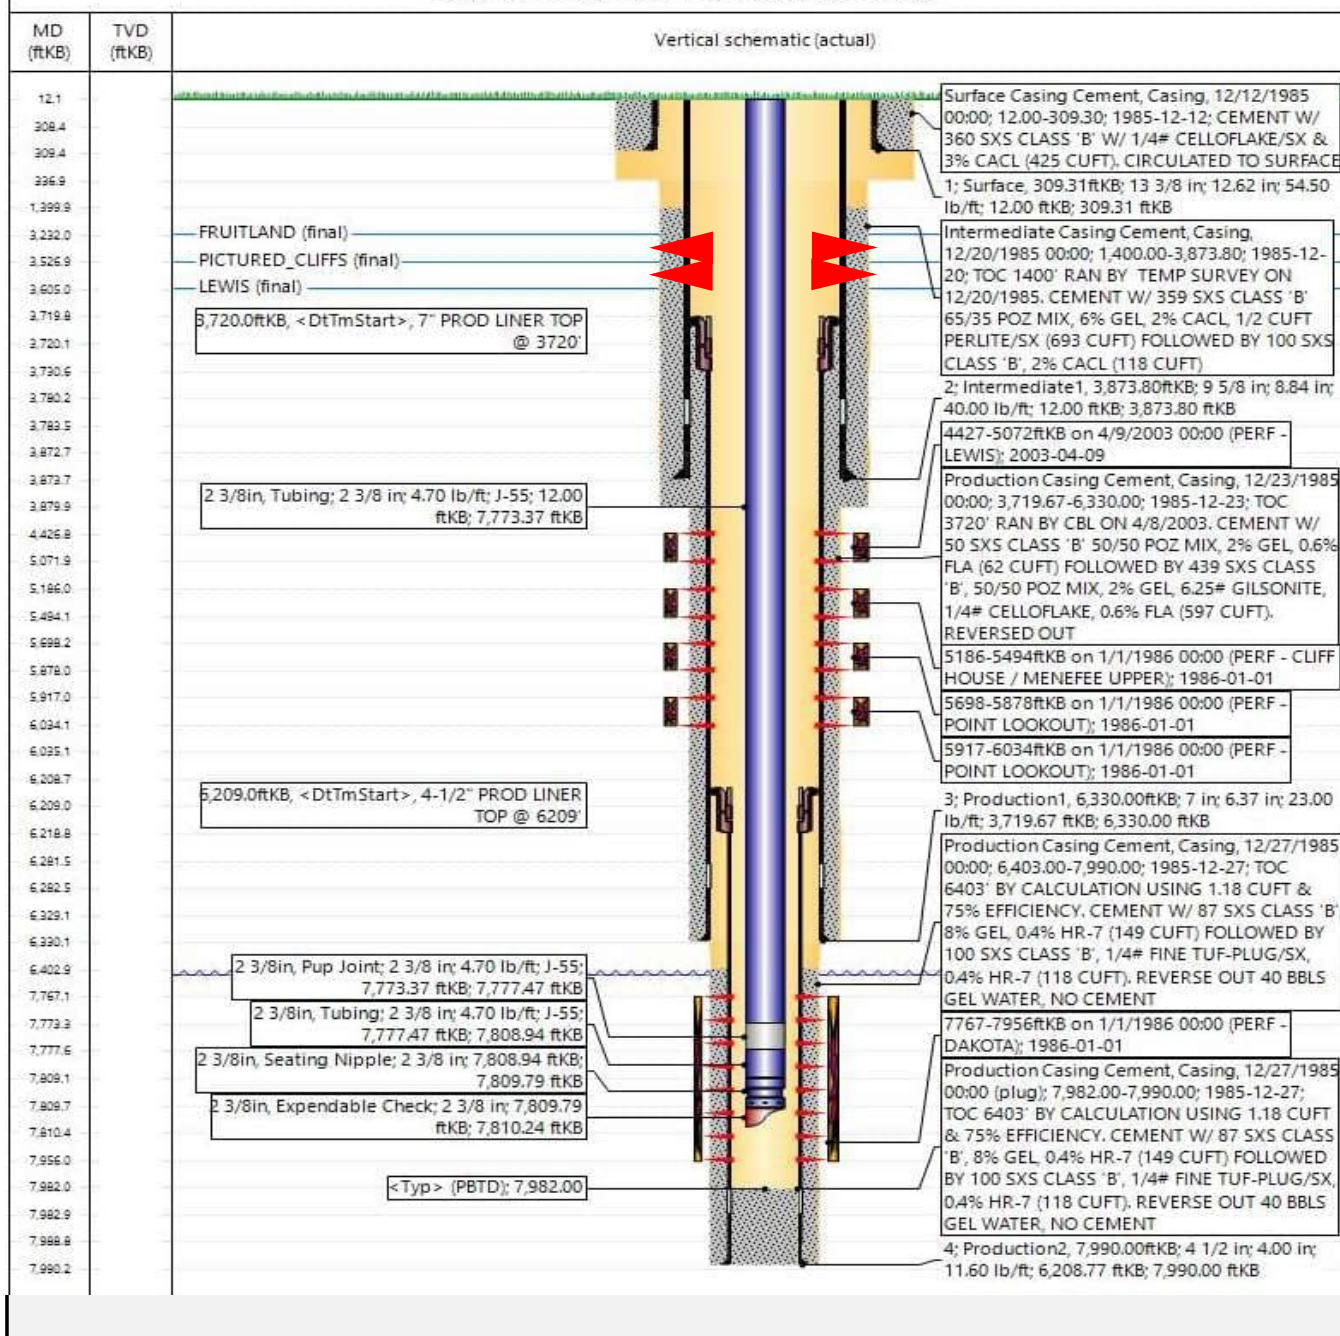 MD
(ftKB)
TVD
(ftKB)
Vertical schematic (actual)
12.1
308.4
309.4
336.9
1,399.9
3,232.0
3,526.9
3,605.0
3,719.8
3,720.1
3,730.6
3,780.2
3,783.5
3,872.7
3,873.7
3,879.9
4,426.8
5,071.9
5,186.0
5,494.1
5,698.2
5,878.0
5,917.0
6,034.1
6,035.1
6,208.7
6,209.0
6,218.8
6,281.5
6,282.5
6,329.1
6,330.1
6,402.9
7,767.1
7,773.3
7,777.6
7,809.1
7,809.7
7,810.4
7,956.0
7,982.0
7,982.9
7,988.8
7,990.2
FRUITLAND (final)
PICTURED_CLIFFS (final)
LEWIS (final)
3,720.0ftKB, <DtTmStart>, 7" PROD LINER TOP
@ 3720'
2 3/8in, Tubing; 2 3/8 in; 4.70 lb/ft; J-55; 12.00
ftKB; 7,773.37 ftKB
6,209.0ftKB, <DtTmStart>, 4-1/2" PROD LINER
TOP @ 6209'
2 3/8in, Pup Joint; 2 3/8 in; 4.70 lb/ft; J-55;
7,773.37 ftKB; 7,777.47 ftKB
2 3/8in, Tubing; 2 3/8 in; 4.70 lb/ft; J-55;
7,777.47 ftKB; 7,808.94 ftKB
2 3/8in, Seating Nipple; 2 3/8 in; 7,808.94 ftKB;
7,809.79 ftKB
2 3/8in, Expendable Check; 2 3/8 in; 7,809.79
ftKB; 7,810.24 ftKB
<Typ> (PBTD); 7,982.00
Surface Casing Cement, Casing, 12/12/1985
00:00; 12.00-309.30; 1985-12-12; CEMENT W/
360 SXS CLASS 'B' W/ 1/4# CELLOFLAKE/SX &
3% CACL (425 CUFT). CIRCULATED TO SURFACE
1; Surface, 309.31ftKB; 13 3/8 in; 12.62 in; 54.50
lb/ft; 12.00 ftKB; 309.31 ftKB
Intermediate Casing Cement, Casing,
12/20/1985 00:00; 1,400.00-3,873.80; 1985-12-
20; TOC 1400' RAN BY TEMP SURVEY ON
12/20/1985. CEMENT W/ 359 SXS CLASS 'B'
65/35 POZ MIX, 6% GEL, 2% CACL, 1/2 CUFT
PERLITE/SX (693 CUFT) FOLLOWED BY 100 SXS
CLASS 'B', 2% CACL (118 CUFT)
2; Intermediate1, 3,873.80ftKB; 9 5/8 in; 8.84 in;
40.00 lb/ft; 12.00 ftKB; 3,873.80 ftKB
4427-5072ftKB on 4/9/2003 00:00 (PERF -
LEWIS); 2003-04-09
Production Casing Cement, Casing, 12/23/1985
00:00; 3,719.67-6,330.00; 1985-12-23; TOC
3720' RAN BY CBL ON 4/8/2003. CEMENT W/
50 SXS CLASS 'B' 50/50 POZ MIX, 2% GEL, 0.6%
FLA (62 CUFT) FOLLOWED BY 439 SXS CLASS
'B', 50/50 POZ MIX, 2% GEL, 6.25# GILSONITE,
1/4# CELLOFLAKE, 0.6% FLA (597 CUFT).
REVERSED OUT
5186-5494ftKB on 1/1/1986 00:00 (PERF - CLIFF
HOUSE / MENEFEE UPPER); 1986-01-01
5698-5878ftKB on 1/1/1986 00:00 (PERF -
POINT LOOKOUT); 1986-01-01
5917-6034ftKB on 1/1/1986 00:00 (PERF -
POINT LOOKOUT); 1986-01-01
3; Production1, 6,330.00ftKB; 7 in; 6.37 in; 23.00
lb/ft; 3,719.67 ftKB; 6,330.00 ftKB
Production Casing Cement, Casing, 12/27/1985
00:00; 6,403.00-7,990.00; 1985-12-27; TOC
6403' BY CALCULATION USING 1.18 CUFT &
75% EFFICIENCY. CEMENT W/ 87 SXS CLASS 'B'
8% GEL, 0.4% HR-7 (149 CUFT) FOLLOWED BY
100 SXS CLASS 'B', 1/4# FINE TUF-PLUG/SX,
0.4% HR-7 (118 CUFT). REVERSE OUT 40 BBLS
GEL WATER, NO CEMENT
7767-7956ftKB on 1/1/1986 00:00 (PERF -
DAKOTA); 1986-01-01
Production Casing Cement, Casing, 12/27/1985
00:00 (plug); 7,982.00-7,990.00; 1985-12-27;
TOC 6403' BY CALCULATION USING 1.18 CUFT
& 75% EFFICIENCY. CEMENT W/ 87 SXS CLASS
'B', 8% GEL, 0.4% HR-7 (149 CUFT) FOLLOWED
BY 100 SXS CLASS 'B', 1/4# FINE TUF-PLUG/SX,
0.4% HR-7 (118 CUFT). REVERSE OUT 40 BBLS
GEL WATER, NO CEMENT
4; Production2, 7,990.00ftKB; 4 1/2 in; 4.00 in;
11.60 lb/ft; 6,208.77 ftKB; 7,990.00 ftKB